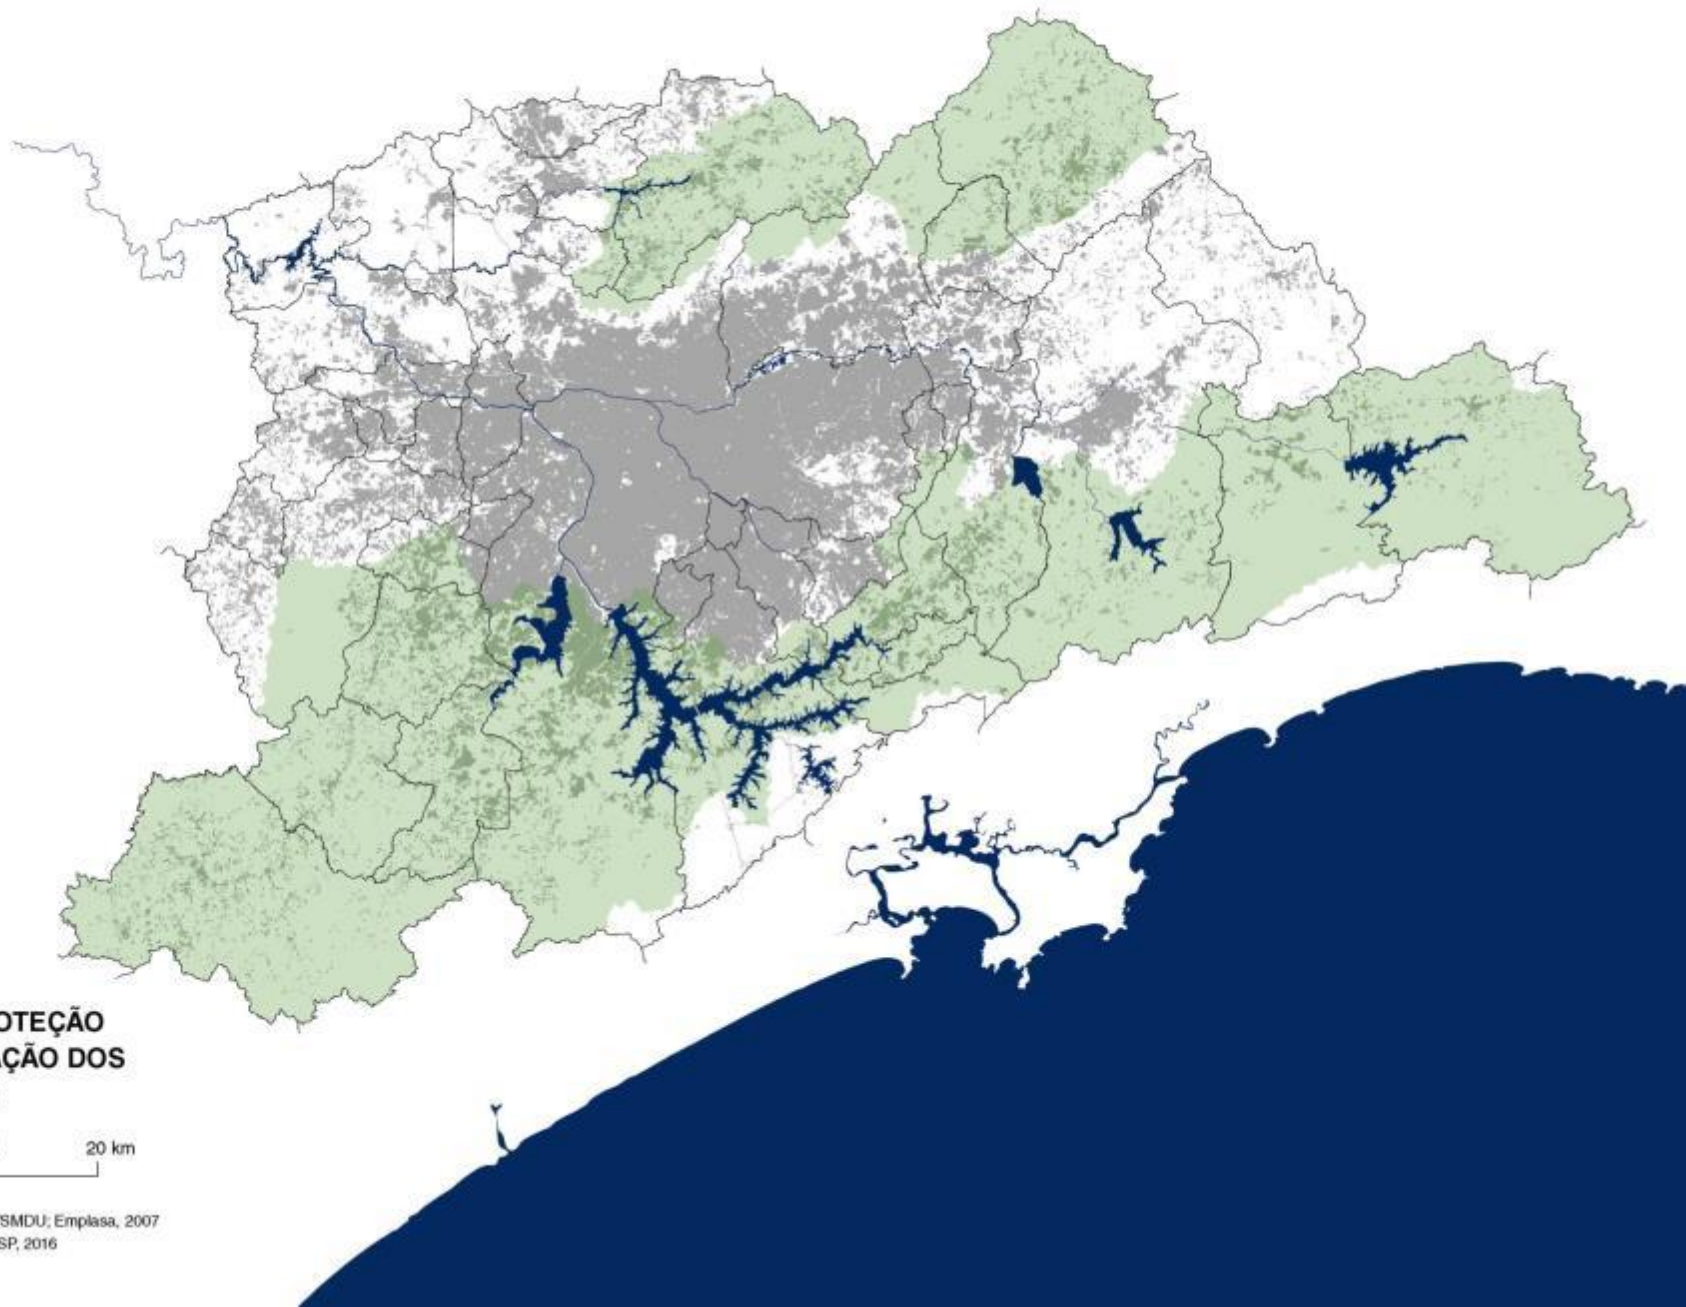 OTEÇÃO
AÇÃO DOS
20 km
/SMDU; Emplasa, 2007
SP, 2016